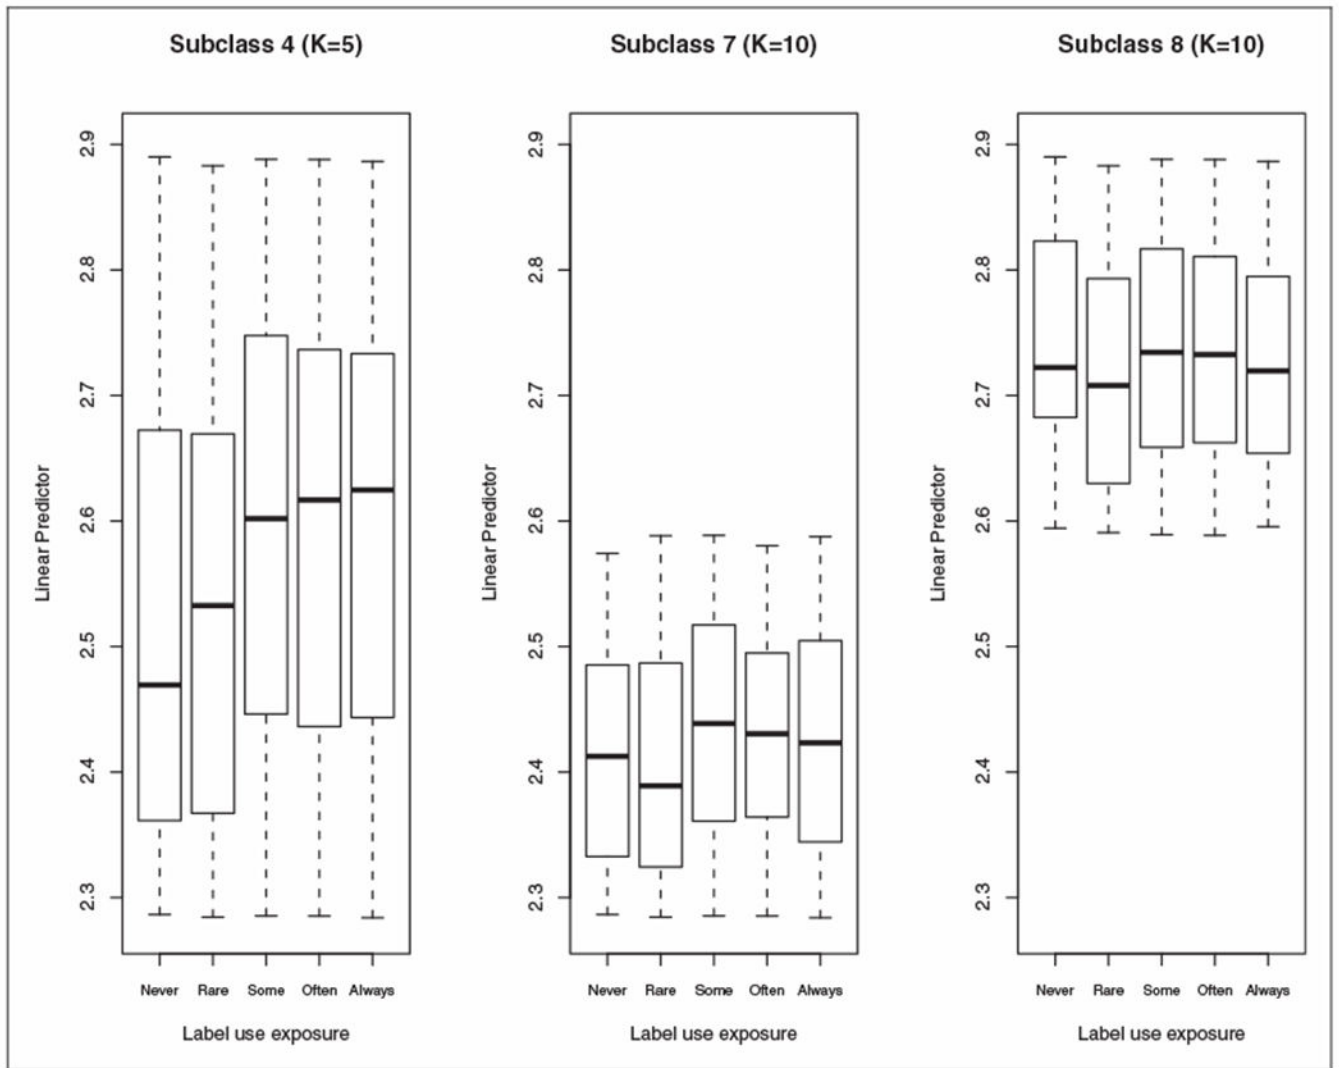 Subclass 4 (K=5)
Subclass 7 (K=10)
Subclass 8 (K=10)
Linear Predictor
2.9
2.8
2.7
2.6
2.5
2.4
2.3
Never Rare Some Often Always
Label use exposure
Linear Predictor
2.9
2.8
2.7
2.6
2.5
2.4
2.3
Never Rare Some Often Always
Label use exposure
Linear Predictor
2.9
2.8
2.7
2.6
2.5
2.4
2.3
Never Rare Some Often Always
Label use exposure